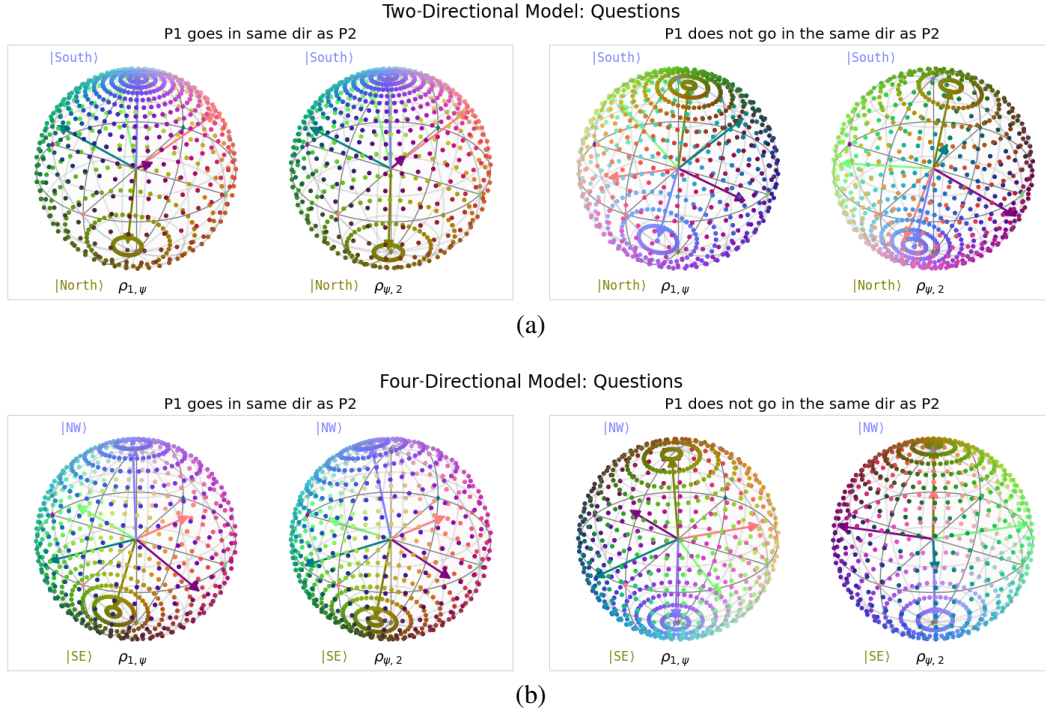 Two-Directional Model: Questions
P1 goes in same dir as P2
P1 does not go in the same dir as P2
|South⟩
|South⟩
|South⟩
|South⟩
|North⟩ ρ1,ψ
|North⟩ ρψ,2
|North⟩ ρ1,ψ
|North⟩ ρψ,2
(a)
Four-Directional Model: Questions
P1 goes in same dir as P2
P1 does not go in the same dir as P2
|NW⟩
|NW⟩
|NW⟩
|NW⟩
|SE⟩ ρ1,ψ
|SE⟩ ρψ,2
|SE⟩ ρ1,ψ
|SE⟩ ρψ,2
(b)